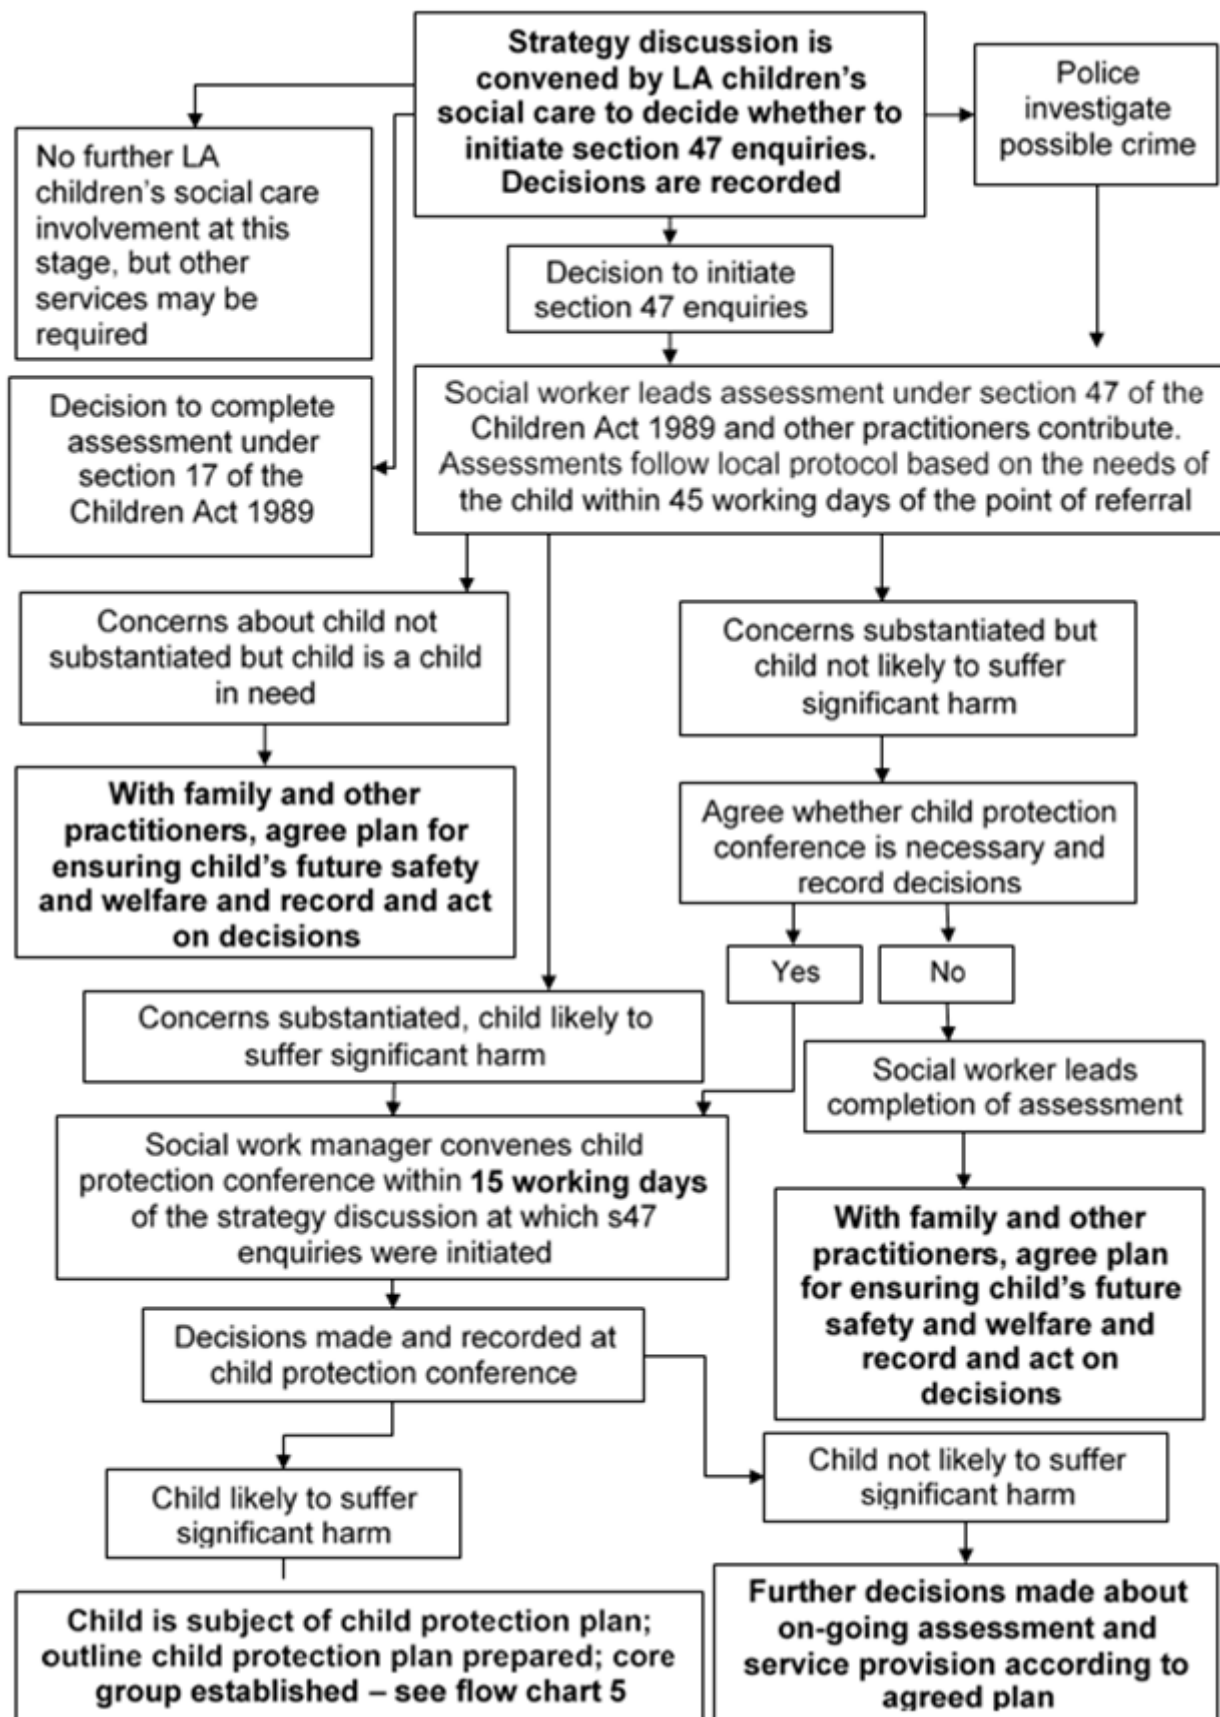 Strategy discussion is
convened by LA children's
social care to decide whether to
initiate section 47 enquiries.
Decisions are recorded
Police
investigate
possible crime
No further LA
children's social care
involvement at this
stage, but other
services may be
required
Decision to initiate
section 47 enquiries
Decision to complete
assessment under
section 17 of the
Children Act 1989
Social worker leads assessment under section 47 of the
Children Act 1989 and other practitioners contribute.
Assessments follow local protocol based on the needs of
the child within 45 working days of the point of referral
Concerns about child not
substantiated but child is a child
in need
Concerns substantiated but
child not likely to suffer
significant harm
With family and other
practitioners, agree plan for
ensuring child's future safety
and welfare and record and act
on decisions
Agree whether child protection
conference is necessary and
record decisions
Yes
No
Concerns substantiated, child likely to
suffer significant harm
Social worker leads
completion of assessment
Social work manager convenes child
protection conference within 15 working days
of the strategy discussion at which s47
enquiries were initiated
With family and other
practitioners, agree plan
for ensuring child's future
safety and welfare and
record and act on
decisions
Decisions made and recorded at
child protection conference
Child not likely to suffer
significant harm
Child likely to suffer
significant harm
Child is subject of child protection plan;
outline child protection plan prepared; core
group established – see flow chart 5
Further decisions made about
on-going assessment and
service provision according to
agreed plan